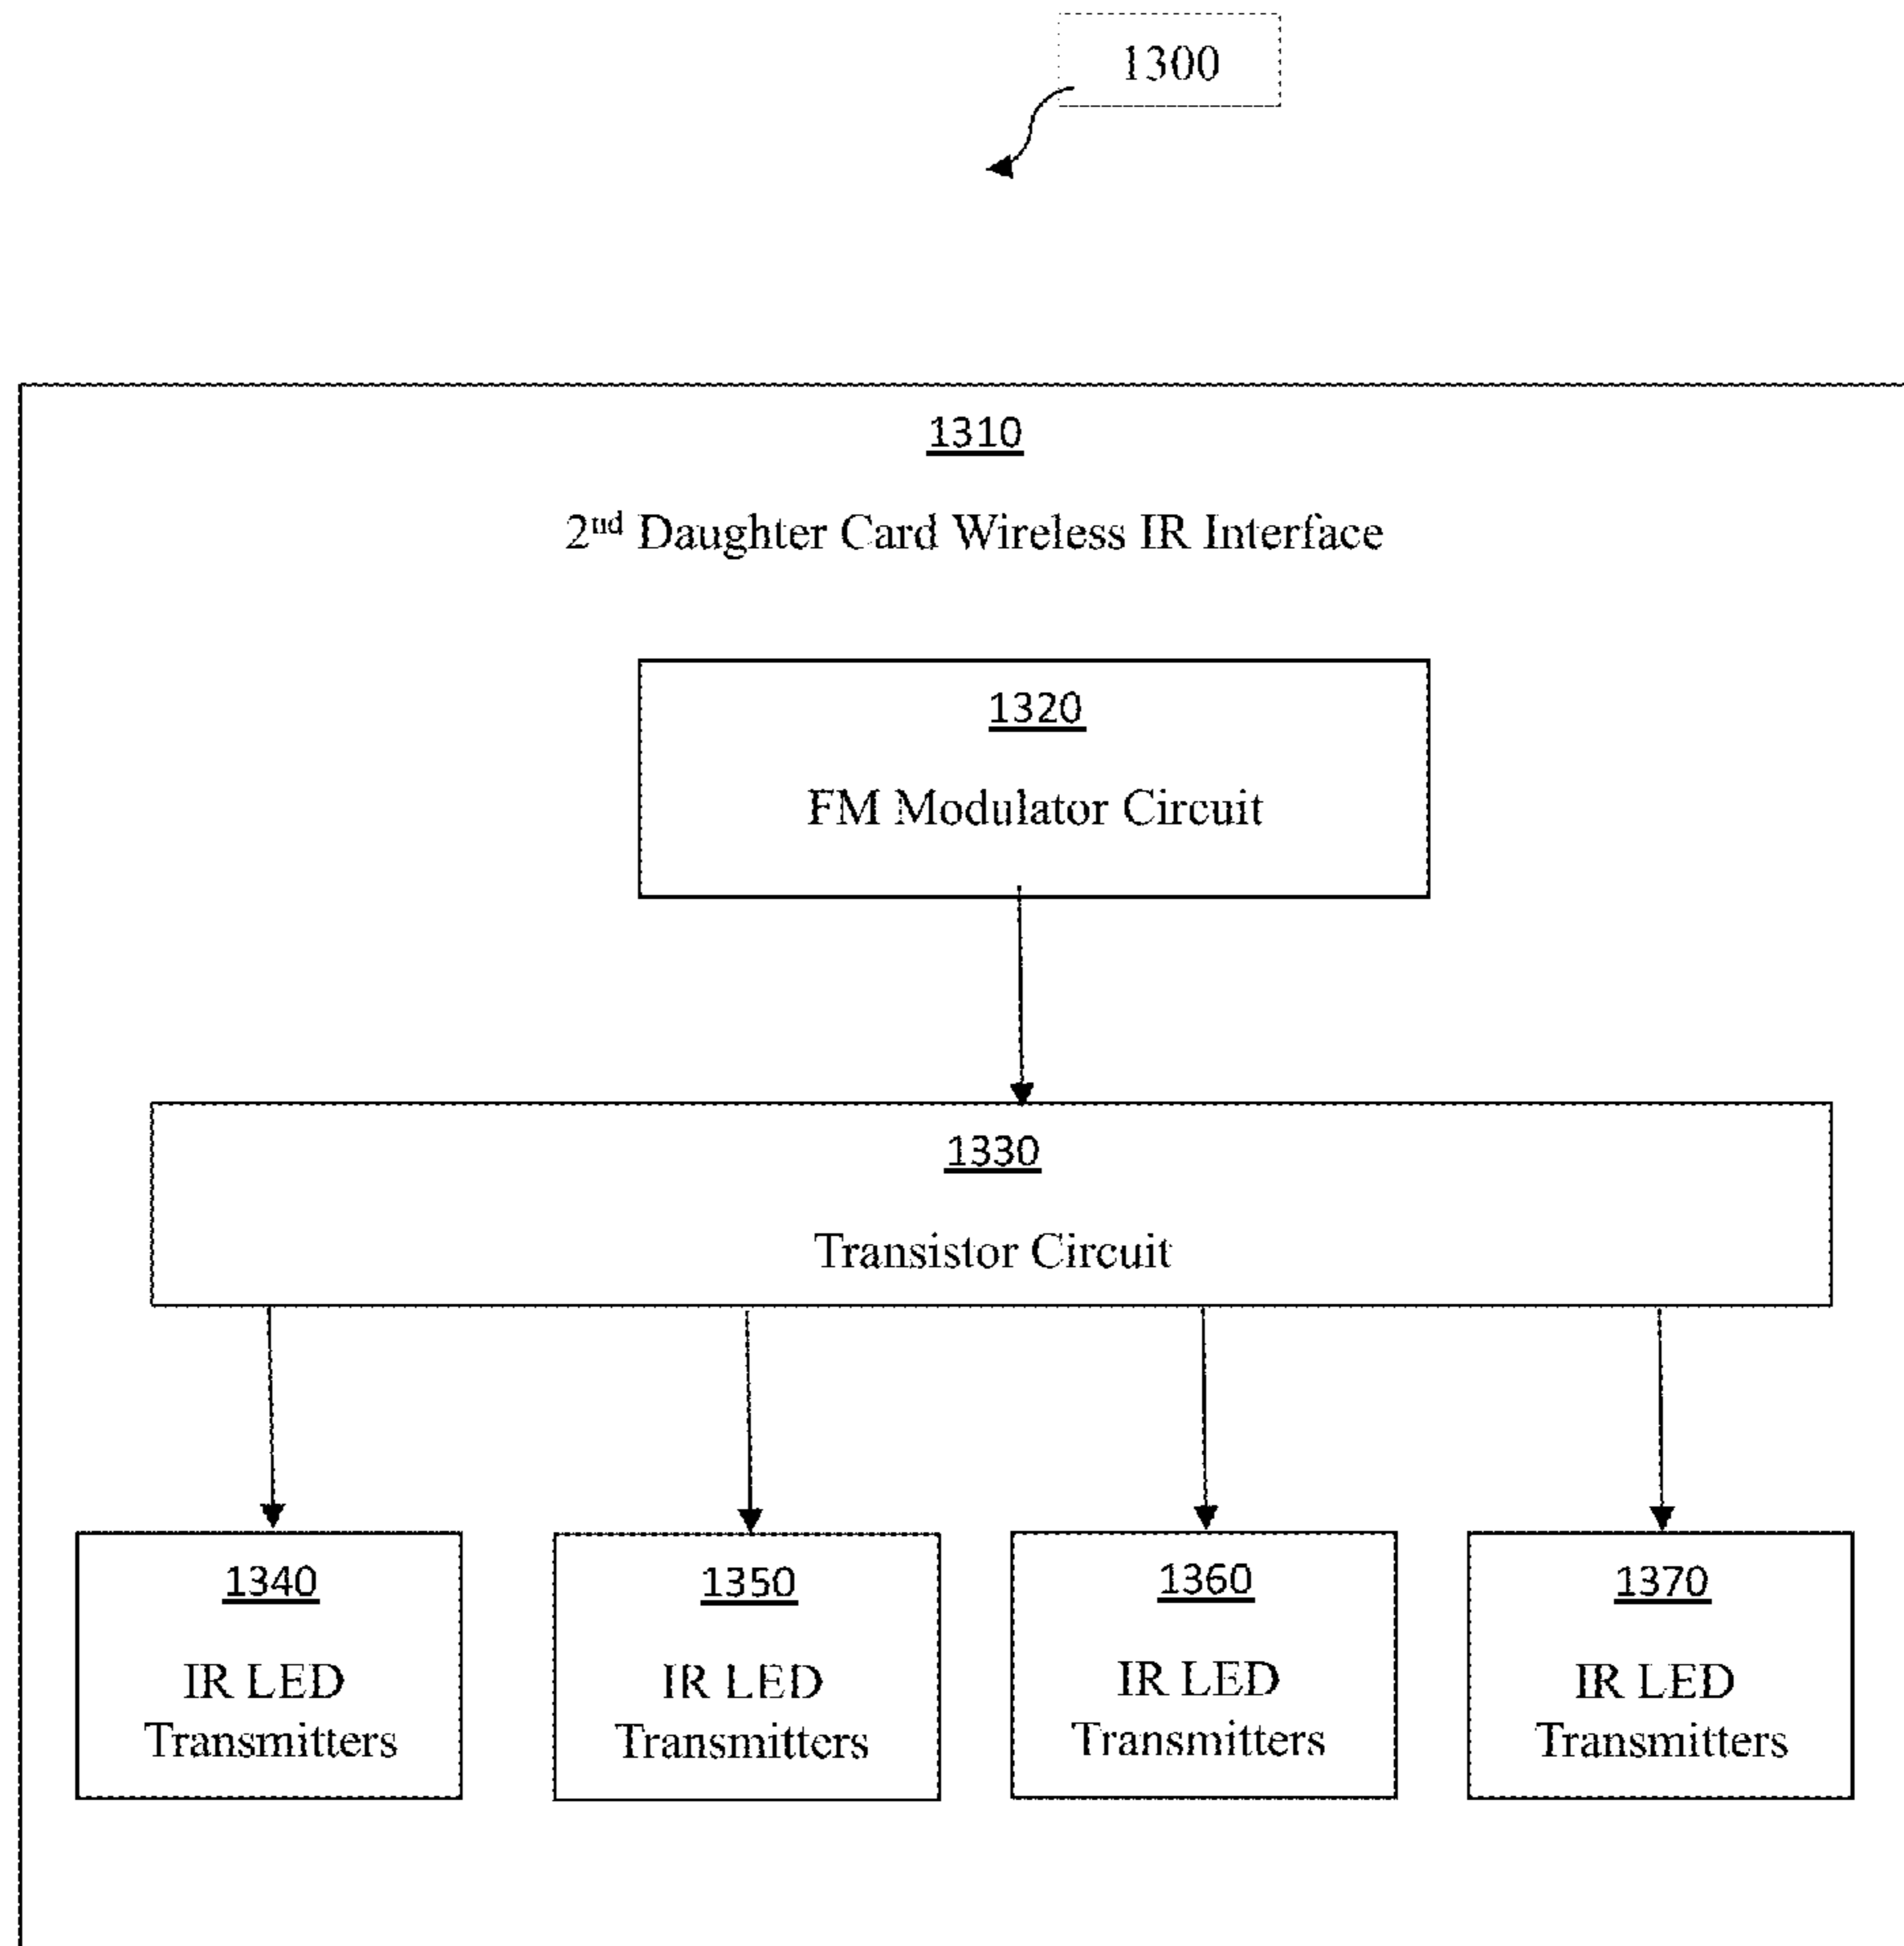 1300
1310
2nd Daughter Card Wireless IR Interface
1320
FM Modulator Circuit
1330
Transistor Circuit
1340
IR LED
Transmitters
1350
IR LED
Transmitters
1360
IR LED
Transmitters
1370
IR LED
Transmitters